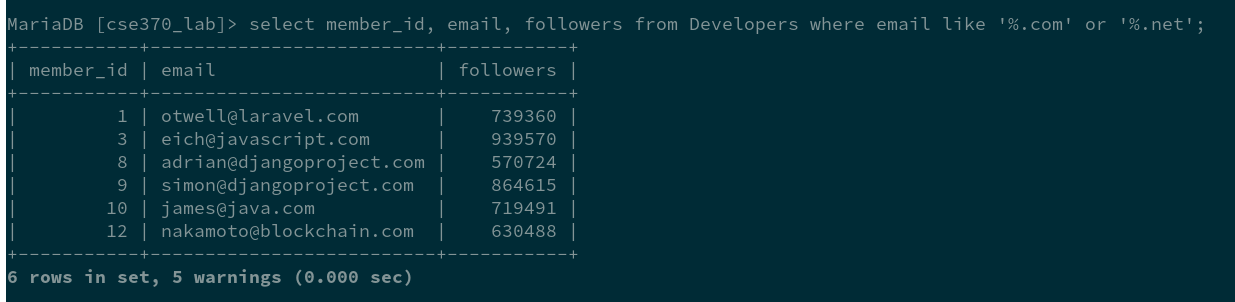 MariaDB [cse370_lab]> select member_id, email, followers from Developers where email like '%.com' or '%.net';
+-----------+--------------------------+-----------+
| member_id | email                    | followers |
+-----------+--------------------------+-----------+
|         1 | otwell@laravel.com       |    739360 |
|         3 | eich@javascript.com      |    939570 |
|         8 | adrian@djangoproject.com |    570724 |
|         9 | simon@djangoproject.com  |    864615 |
|        10 | james@java.com           |    719491 |
|        12 | nakamoto@blockchain.com  |    630488 |
+-----------+--------------------------+-----------+
6 rows in set, 5 warnings (0.000 sec)